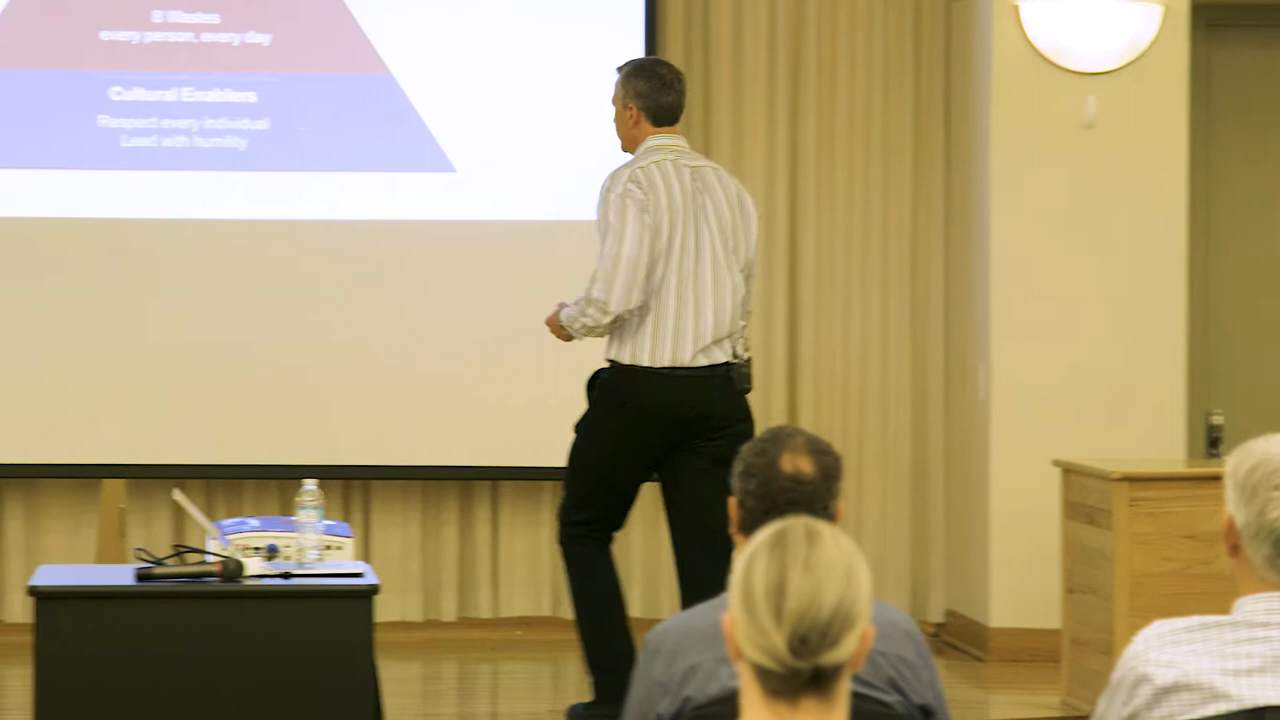 8 Wastes
every person, every day
Cultural Enablers
Respect every individual
Lead with humility